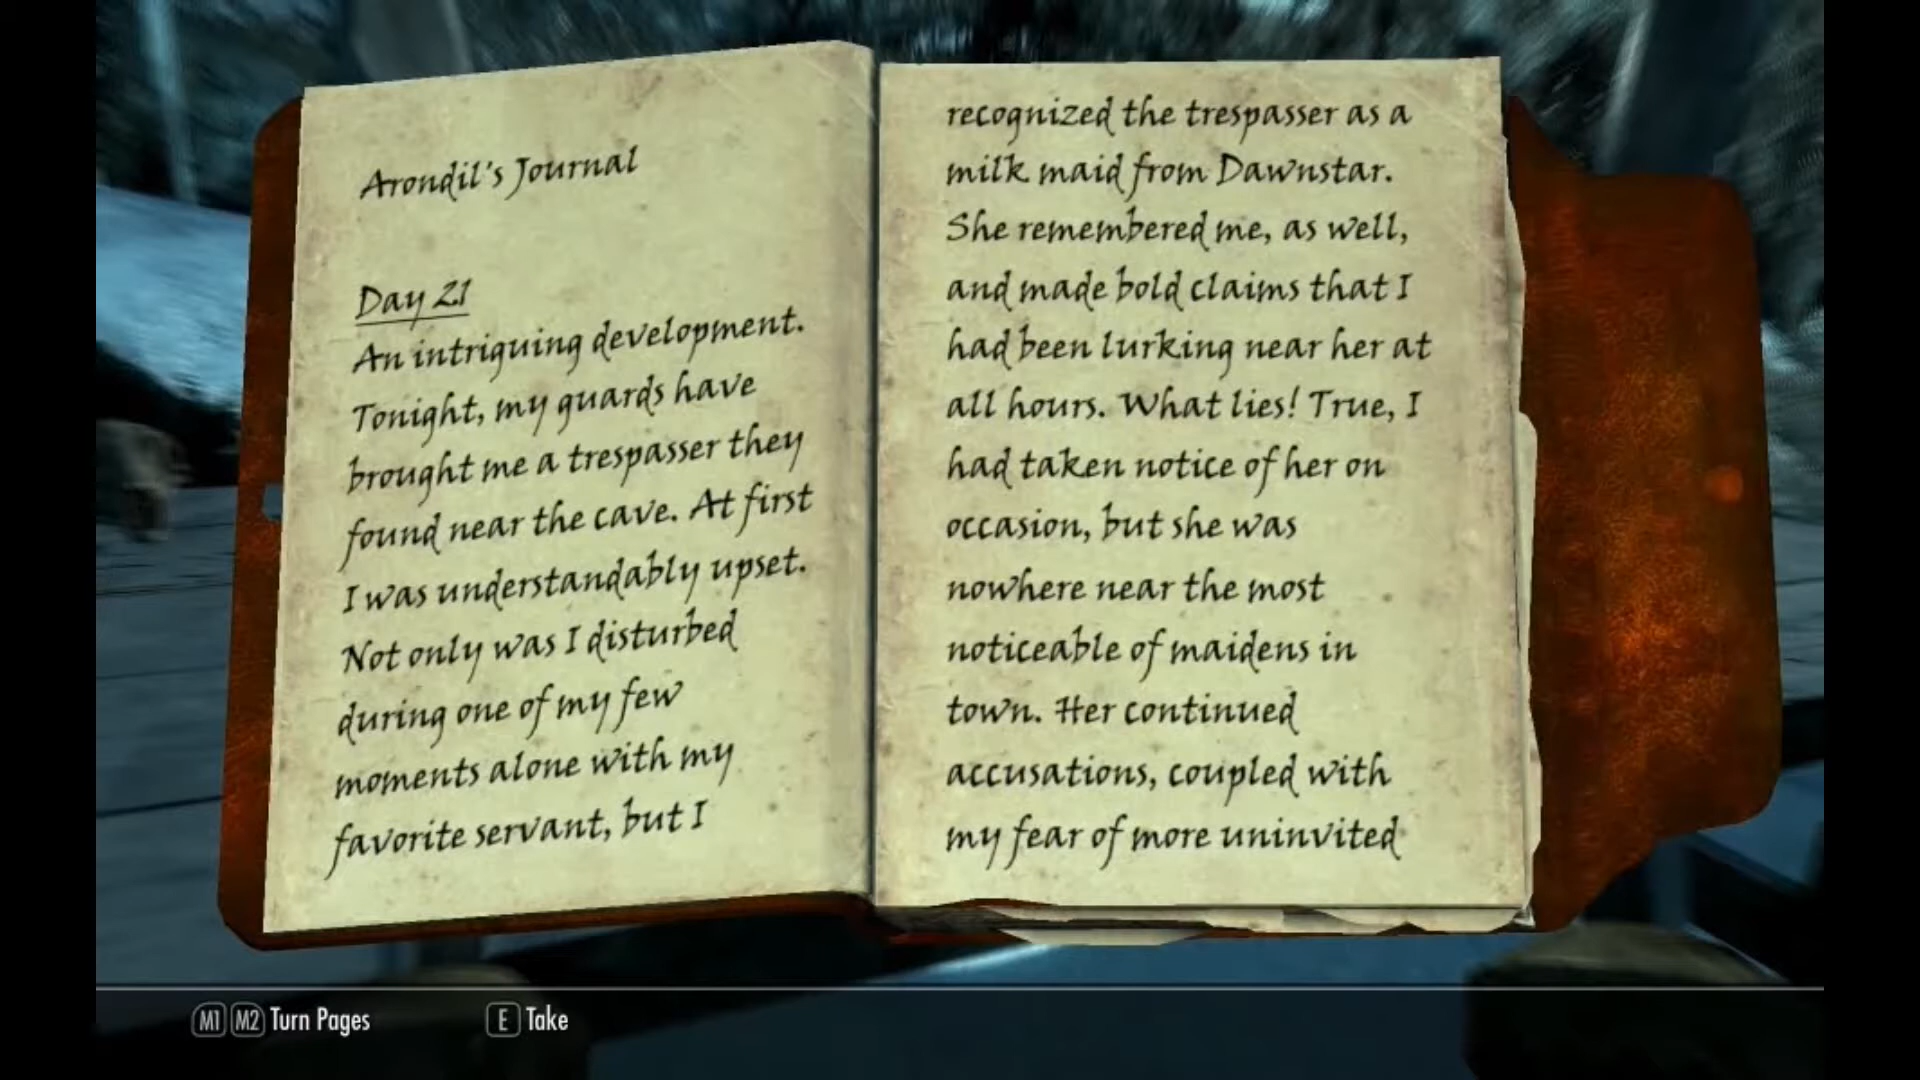 Arondil's Journal
Day 21
An intriguing development.
Tonight, my guards have
brought me a trespasser they
found near the cave. At first
I was understandably upset.
Not only was I disturbed
during one of my few
moments alone with my
favorite servant, but I
recognized the trespasser as a
milk maid from Dawnstar.
She remembered me, as well,
and made bold claims that I
had been lurking near her at
all hours. What lies! True, I
had taken notice of her on
occasion, but she was
nowhere near the most
noticeable of maidens in
town. Her continued
accusations, coupled with
my fear of more uninvited
M1 M2 Turn Pages E Take